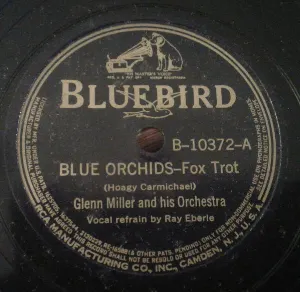 "HIS MASTER'S VOICE"
BLUEBIRD
B-10372-A
BLUE ORCHIDS–Fox Trot
(Hoagy Carmichael)
Glenn Miller and his Orchestra
Vocal refrain by Ray Eberle
RCA MANUFACTURING CO., INC., CAMDEN, N.J., U.S.A.